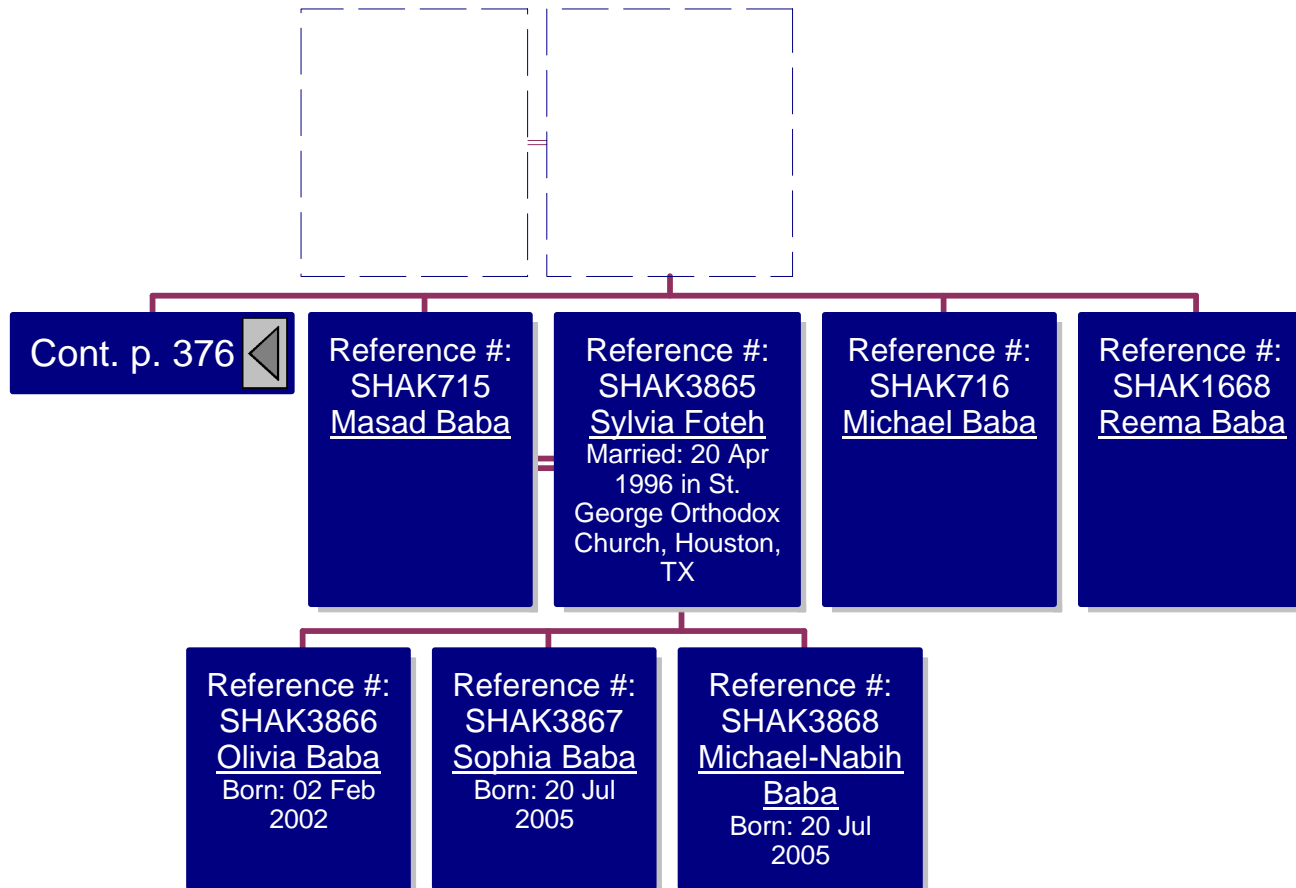 Cont. p. 376
Reference #:
SHAK715
Masad Baba
Reference #:
SHAK3865
Sylvia Foteh
Married: 20 Apr
1996 in St.
George Orthodox
Church, Houston,
TX
Reference #:
SHAK716
Michael Baba
Reference #:
SHAK1668
Reema Baba
Reference #:
SHAK3866
Olivia Baba
Born: 02 Feb
2002
Reference #:
SHAK3867
Sophia Baba
Born: 20 Jul
2005
Reference #:
SHAK3868
Michael-Nabih
Baba
Born: 20 Jul
2005